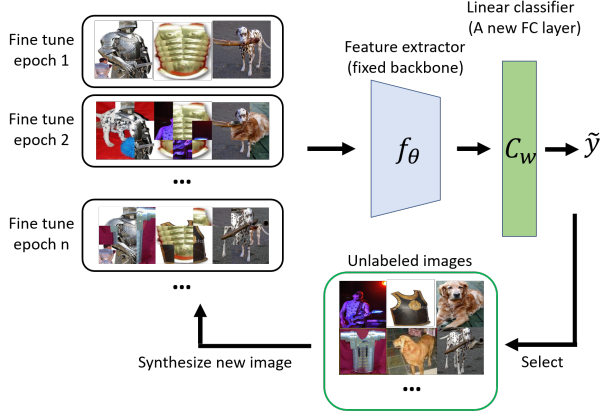 Linear classifier
(A new FC layer)
Fine tune
epoch 1
Feature extractor
(fixed backbone)
Fine tune
epoch 2
f_θ
C_w
ỹ
...
Fine tune
epoch n
...
Unlabeled images
Synthesize new image
Select
...